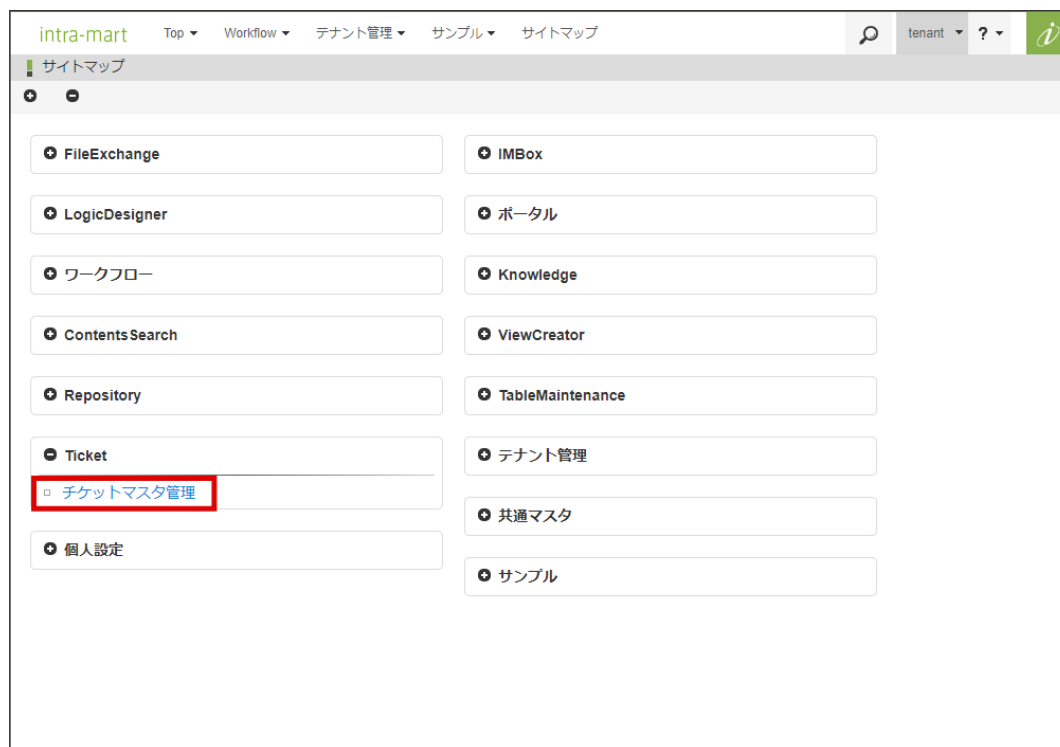 intra-mart Top Workflow テナント管理 サンプル サイトマップ tenant ?
サイトマップ
FileExchange
LogicDesigner
ワークフロー
ContentsSearch
Repository
Ticket
チケットマスタ管理
個人設定
IMBox
ポータル
Knowledge
ViewCreator
TableMaintenance
テナント管理
共通マスタ
サンプル